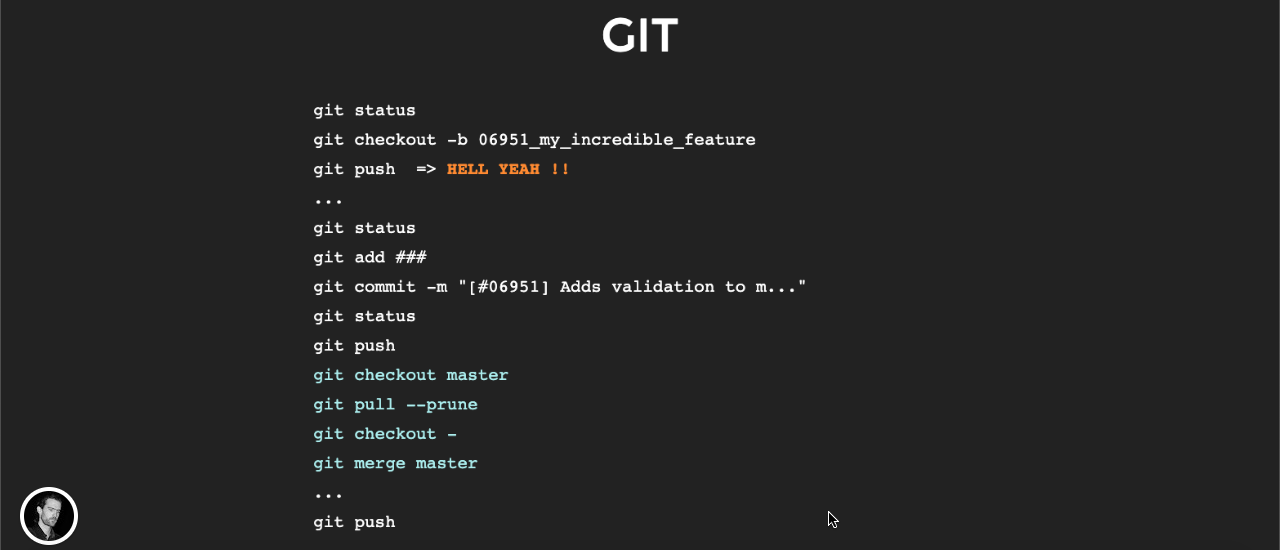 GIT
git status
git checkout -b 06951_my_incredible_feature
git push  => HELL YEAH !!
...
git status
git add ###
git commit -m "[#06951] Adds validation to m..."
git status
git push
git checkout master
git pull --prune
git checkout -
git merge master
...
git push